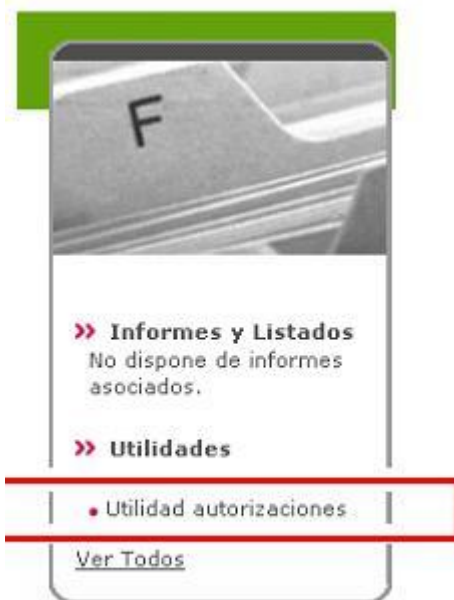 F
» Informes y Listados
No dispone de informes
asociados.
» Utilidades
• Utilidad autorizaciones
Ver Todos